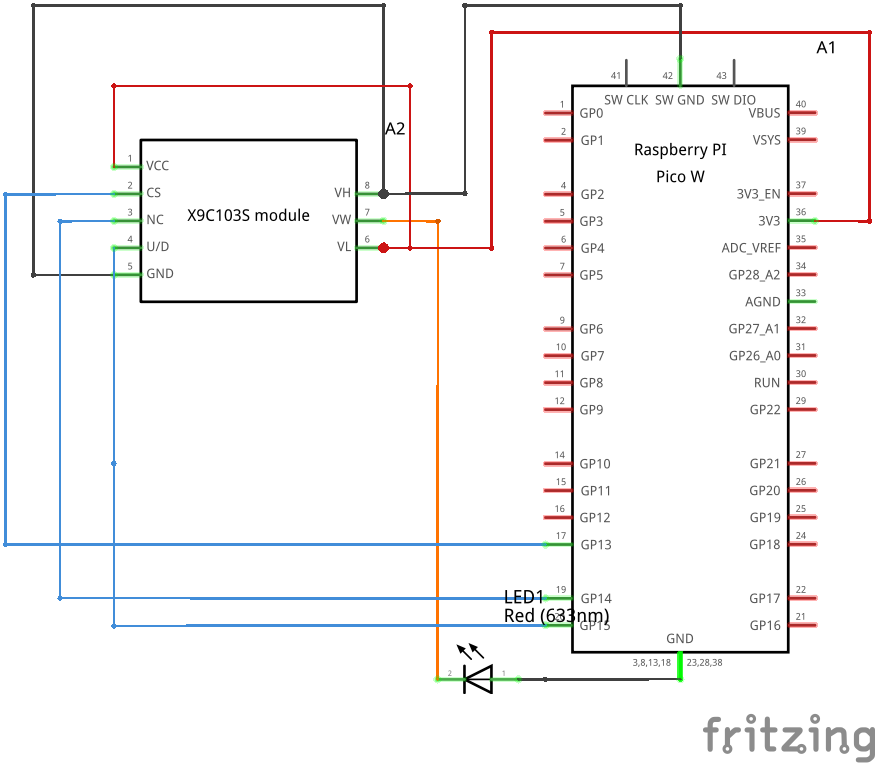 A1
41
42
43
SW CLK
SW GND
SW DIO
1
GP0
VBUS
40
2
GP1
VSYS
39
Raspberry PI
Pico W
A2
1
VCC
2
CS
3
NC
4
U/D
5
GND
X9C103S module
VH
8
VW
7
VL
6
4
GP2
3V3_EN
37
5
GP3
3V3
36
6
GP4
ADC_VREF
35
7
GP5
GP28_A2
34
AGND
33
9
GP6
GP27_A1
32
10
GP7
GP26_A0
31
11
GP8
RUN
30
12
GP9
GP22
29
14
GP10
GP21
27
15
GP11
GP20
26
16
GP12
GP19
25
17
GP13
GP18
24
19
GP14
GP17
22
LED1
Red (633nm)
GP15
GP16
21
GND
3,8,13,18
23,28,38
2
1
fritzing